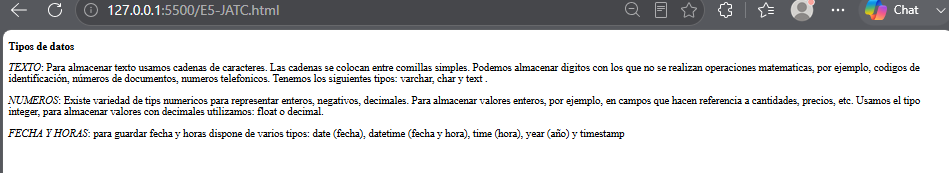 127.0.0.1:5500/E5-JATC.html
Chat
Tipos de datos
TEXTO: Para almacenar texto usamos cadenas de caracteres. Las cadenas se colocan entre comillas simples. Podemos almacenar digitos con los que no se realizan operaciones matematicas, por ejemplo, codigos de
identificación, números de documentos, numeros telefonicos. Tenemos los siguientes tipos: varchar, char y text .
NUMEROS: Existe variedad de tips numericos para representar enteros, negativos, decimales. Para almacenar valores enteros, por ejemplo, en campos que hacen referencia a cantidades, precios, etc. Usamos el tipo
integer, para almacenar valores con decimales utilizamos: float o decimal.
FECHA Y HORAS: para guardar fecha y horas dispone de varios tipos: date (fecha), datetime (fecha y hora), time (hora), year (año) y timestamp